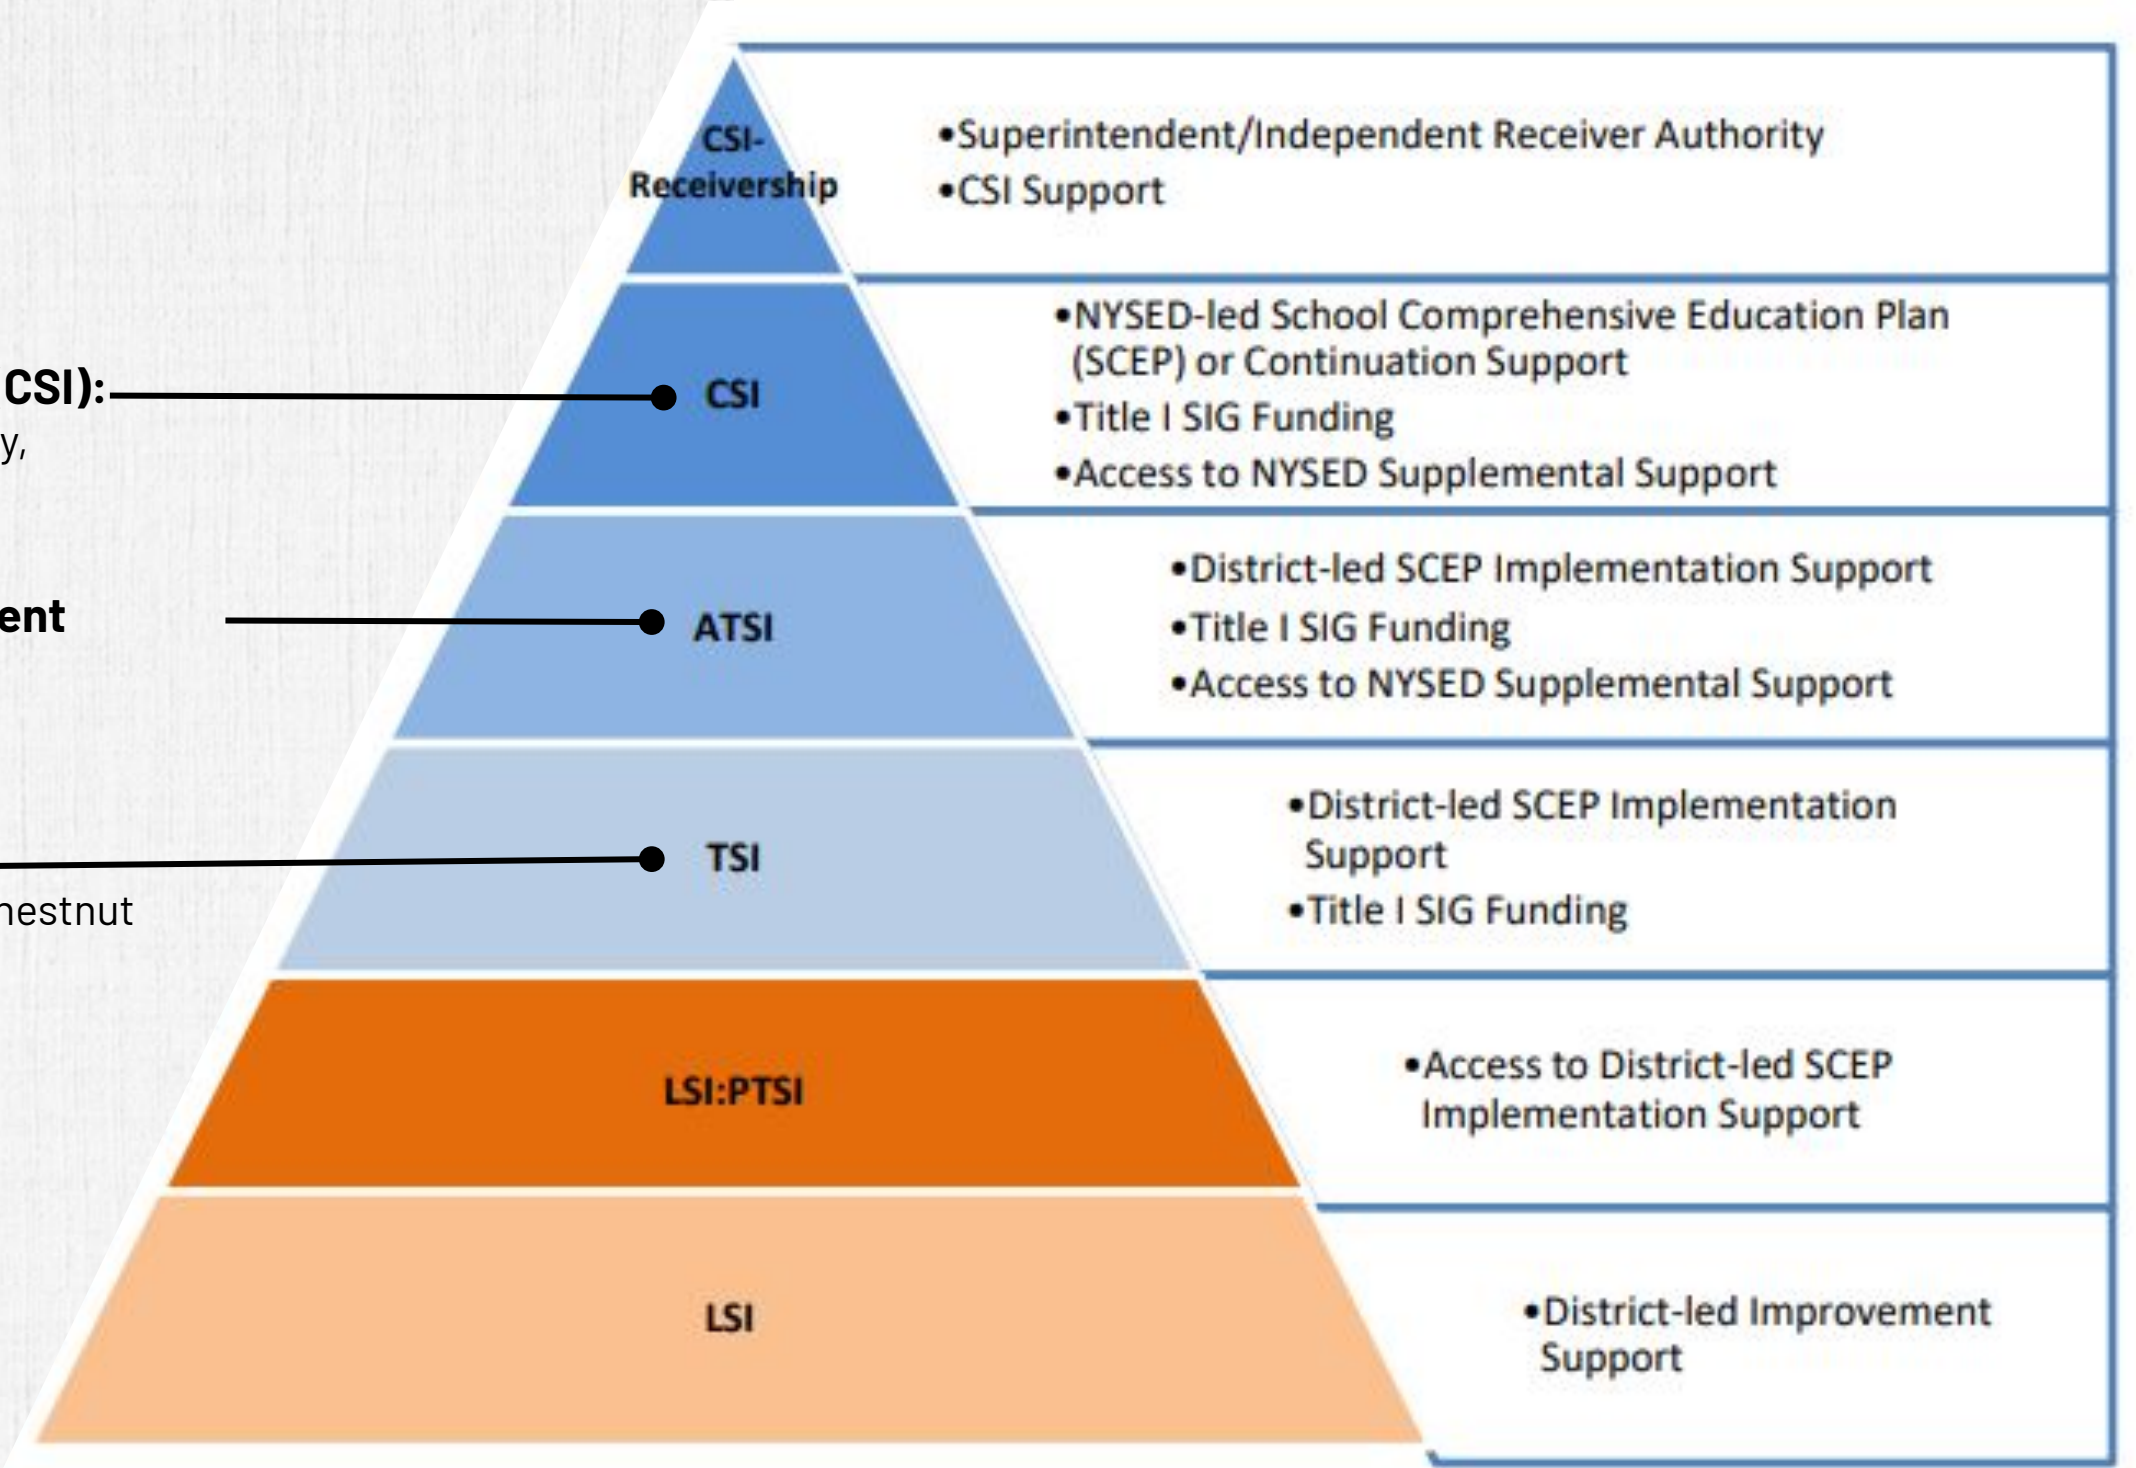 CSI-
Receivership
•Superintendent/Independent Receiver Authority
•CSI Support
CSI):
y,
CSI
•NYSED-led School Comprehensive Education Plan
(SCEP) or Continuation Support
•Title I SIG Funding
•Access to NYSED Supplemental Support
ent
ATSI
•District-led SCEP Implementation Support
•Title I SIG Funding
•Access to NYSED Supplemental Support
TSI
hestnut
•District-led SCEP Implementation
Support
•Title I SIG Funding
LSI:PTSI
•Access to District-led SCEP
Implementation Support
LSI
•District-led Improvement
Support